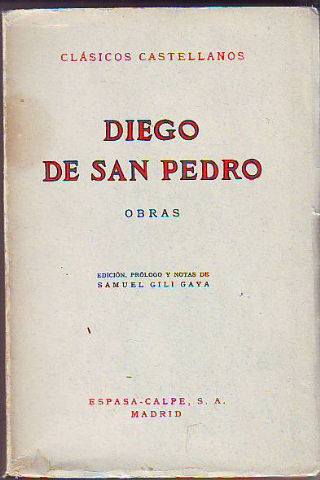 CLÁSICOS CASTELLANOS
DIEGO
DE SAN PEDRO
OBRAS
EDICIÓN, PRÓLOGO Y NOTAS DE
SAMUEL GILI GAYA
ESPASA-CALPE, S. A.
MADRID